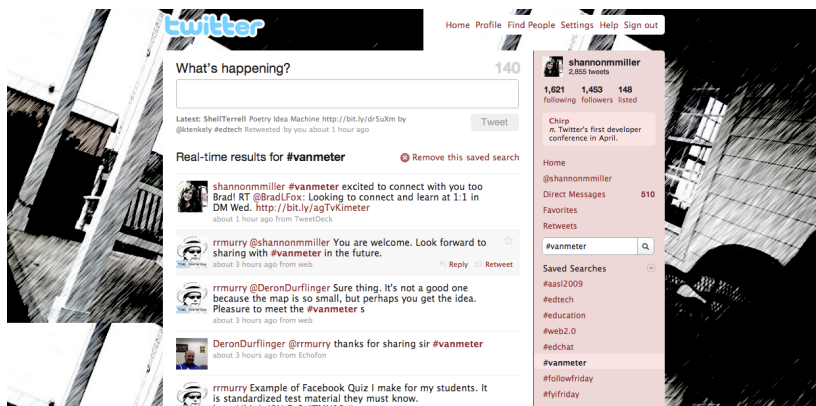 twitter
Home Profile Find People Settings Help Sign out
What's happening?
140
Latest: ShellTerrell Poetry Idea Machine http://bit.ly/dr5uXm by
@ktenkely #edtech Retweeted by you about 1 hour ago
Tweet
Real-time results for #vanmeter
Remove this saved search
shannonmmiller #vanmeter excited to connect with you too
Brad! RT @BradLFox: Looking to connect and learn at 1:1 in
DM Wed. http://bit.ly/agTvKimeter
about 1 hour ago from TweetDeck
rrmurry @shannonmmiller You are welcome. Look forward to
sharing with #vanmeter in the future.
about 3 hours ago from web
Reply
Retweet
rrmurry @DeronDurflinger Sure thing. It's not a good one
because the map is so small, but perhaps you get the idea.
Pleasure to meet the #vanmeter s
about 3 hours ago from web
DeronDurflinger @rrmurry thanks for sharing sir #vanmeter
about 3 hours ago from Echofon
rrmurry Example of Facebook Quiz I make for my students. It
is standardized test material they must know.
shannonmmiller
2,855 tweets
1,621 1,453 148
following followers listed
Chirp
n. Twitter's first developer
conference in April.
Home
@shannonmmiller
Direct Messages 510
Favorites
Retweets
#vanmeter
Saved Searches
#aasl2009
#edtech
#education
#web2.0
#edchat
#vanmeter
#followfriday
#fyifriday